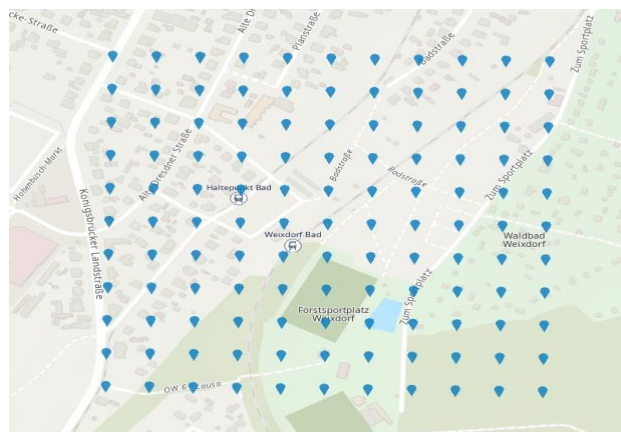 cke-Straße
Alte Dre
Planstraße
Badstraße
Zum Sportplatz
Hohenbusch-Markt
Alte Dresdner Straße
Badstraße
Badstraße
Haltepunkt Bad
Zum Sportplatz
Königsbrücker Landstraße
Weixdorf Bad
Waldbad
Weixdorf
Zum Sportplatz
Forstsportplatz
Weixdorf